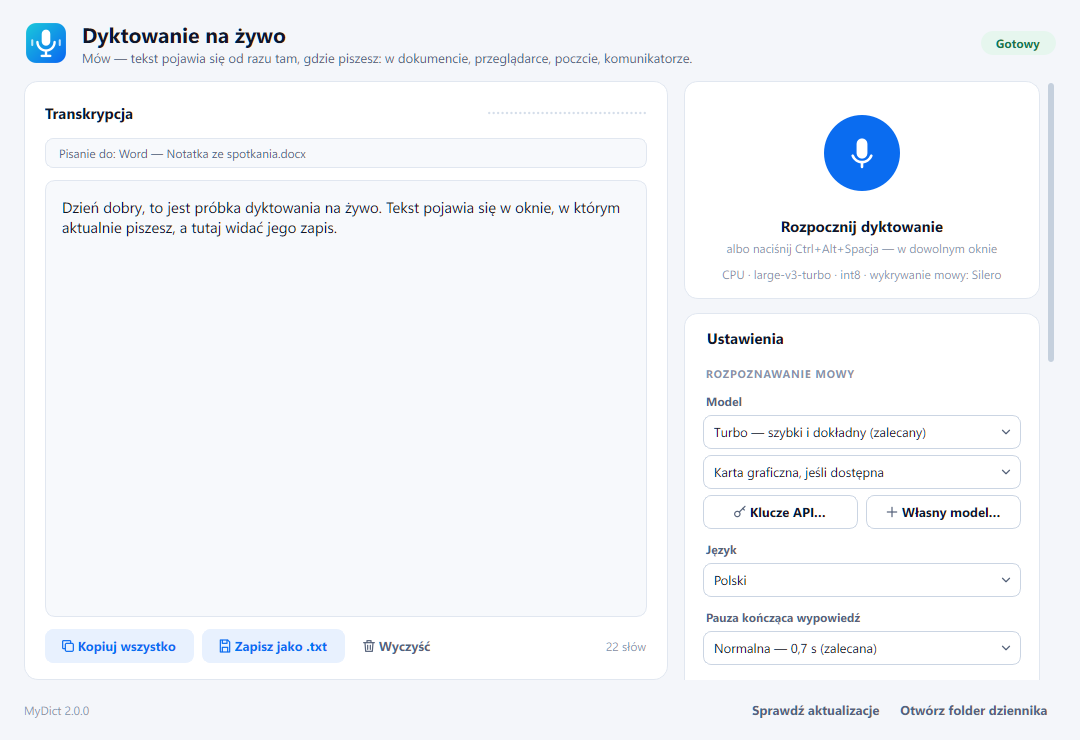 Dyktowanie na żywo
Mów — tekst pojawia się od razu tam, gdzie piszesz: w dokumencie, przeglądarce, poczcie, komunikatorze.
Gotowy
Transkrypcja
Pisanie do: Word — Notatka ze spotkania.docx
Dzień dobry, to jest próbka dyktowania na żywo. Tekst pojawia się w oknie, w którym
aktualnie piszesz, a tutaj widać jego zapis.
Kopiuj wszystko
Zapisz jako .txt
Wyczyść
22 słów
Rozpocznij dyktowanie
albo naciśnij Ctrl+Alt+Spacja — w dowolnym oknie
CPU · large-v3-turbo · int8 · wykrywanie mowy: Silero
Ustawienia
ROZPOZNAWANIE MOWY
Model
Turbo — szybki i dokładny (zalecany)
Karta graficzna, jeśli dostępna
Klucze API...
Własny model...
Język
Polski
Pauza kończąca wypowiedź
Normalna — 0,7 s (zalecana)
MyDict 2.0.0
Sprawdź aktualizacje
Otwórz folder dziennika